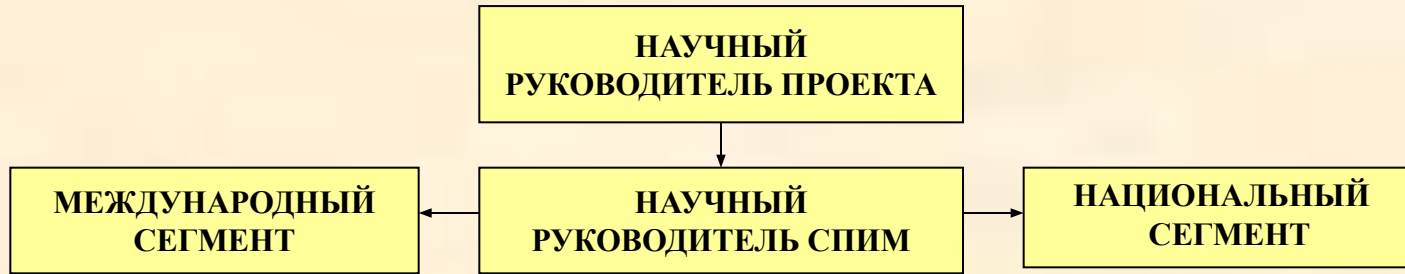 НАУЧНЫЙ
РУКОВОДИТЕЛЬ ПРОЕКТА
МЕЖДУНАРОДНЫЙ
СЕГМЕНТ
НАУЧНЫЙ
РУКОВОДИТЕЛЬ СПИМ
НАЦИОНАЛЬНЫЙ
СЕГМЕНТ